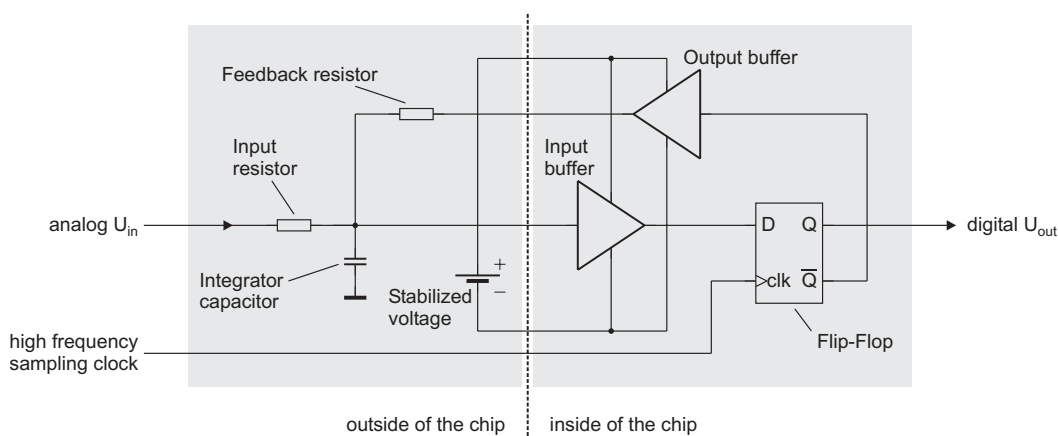 Output buffer
Feedback resistor
Input
resistor
Input
buffer
analog Uin
D Q
digital Uout
Integrator
capacitor
+
−
Stabilized
voltage
clk Q̅
high frequency
sampling clock
Flip-Flop
outside of the chip
inside of the chip